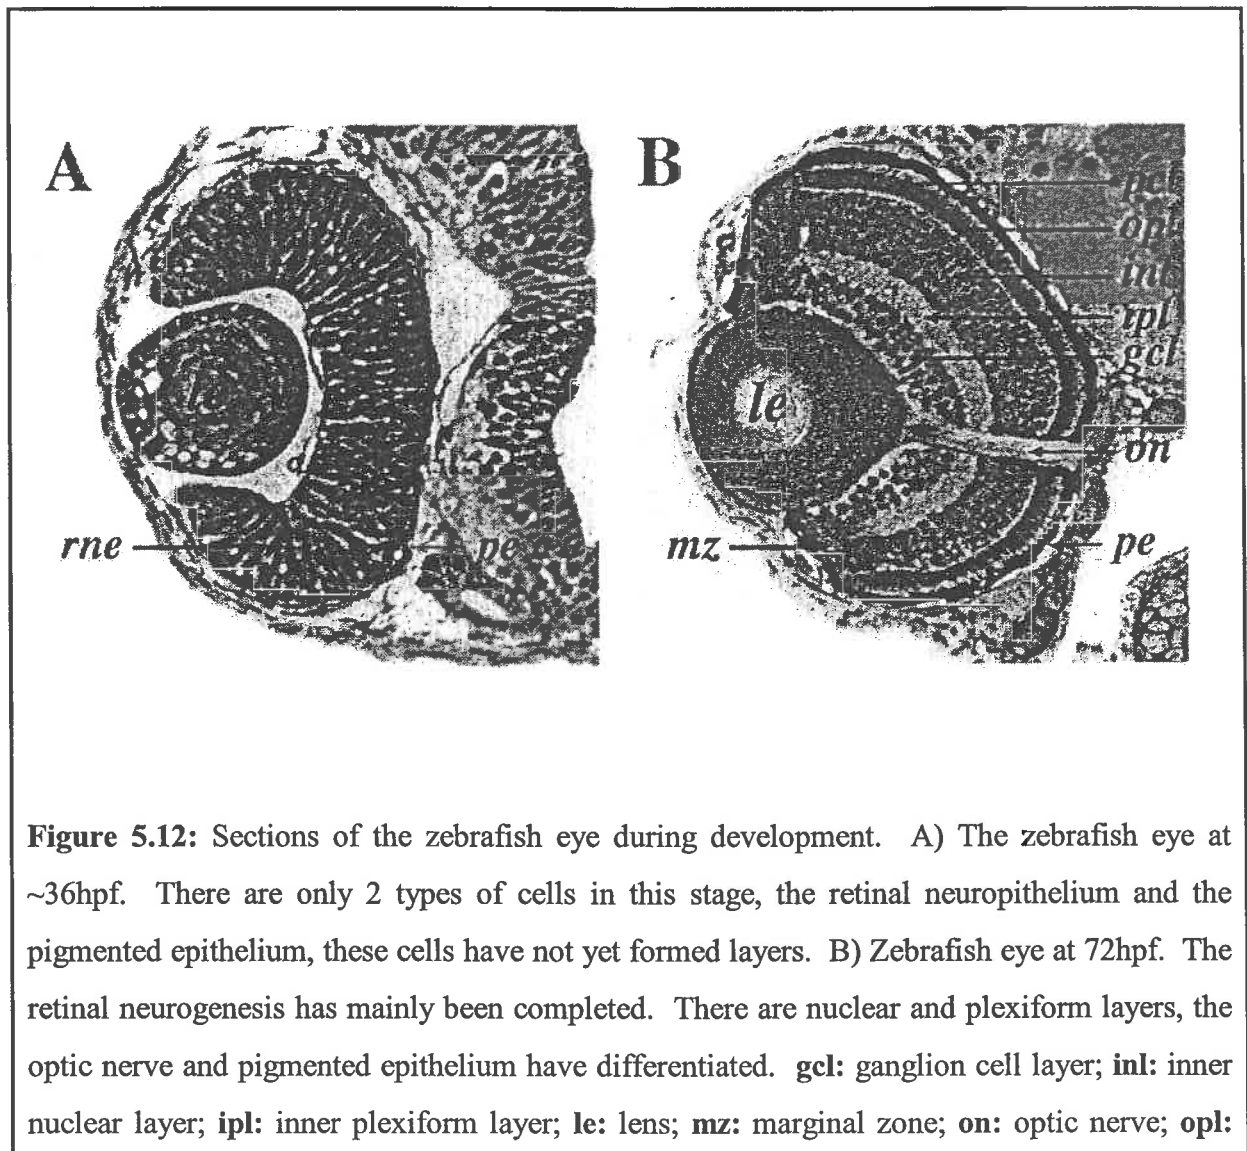 A
B
pcl
opl
inl
ipl
gcl
le
le
on
rne
pe
mz
pe
Figure 5.12: Sections of the zebrafish eye during development. A) The zebrafish eye at
~36hpf. There are only 2 types of cells in this stage, the retinal neuropithelium and the
pigmented epithelium, these cells have not yet formed layers. B) Zebrafish eye at 72hpf. The
retinal neurogenesis has mainly been completed. There are nuclear and plexiform layers, the
optic nerve and pigmented epithelium have differentiated. gcl: ganglion cell layer; inl: inner
nuclear layer; ipl: inner plexiform layer; le: lens; mz: marginal zone; on: optic nerve; opl: